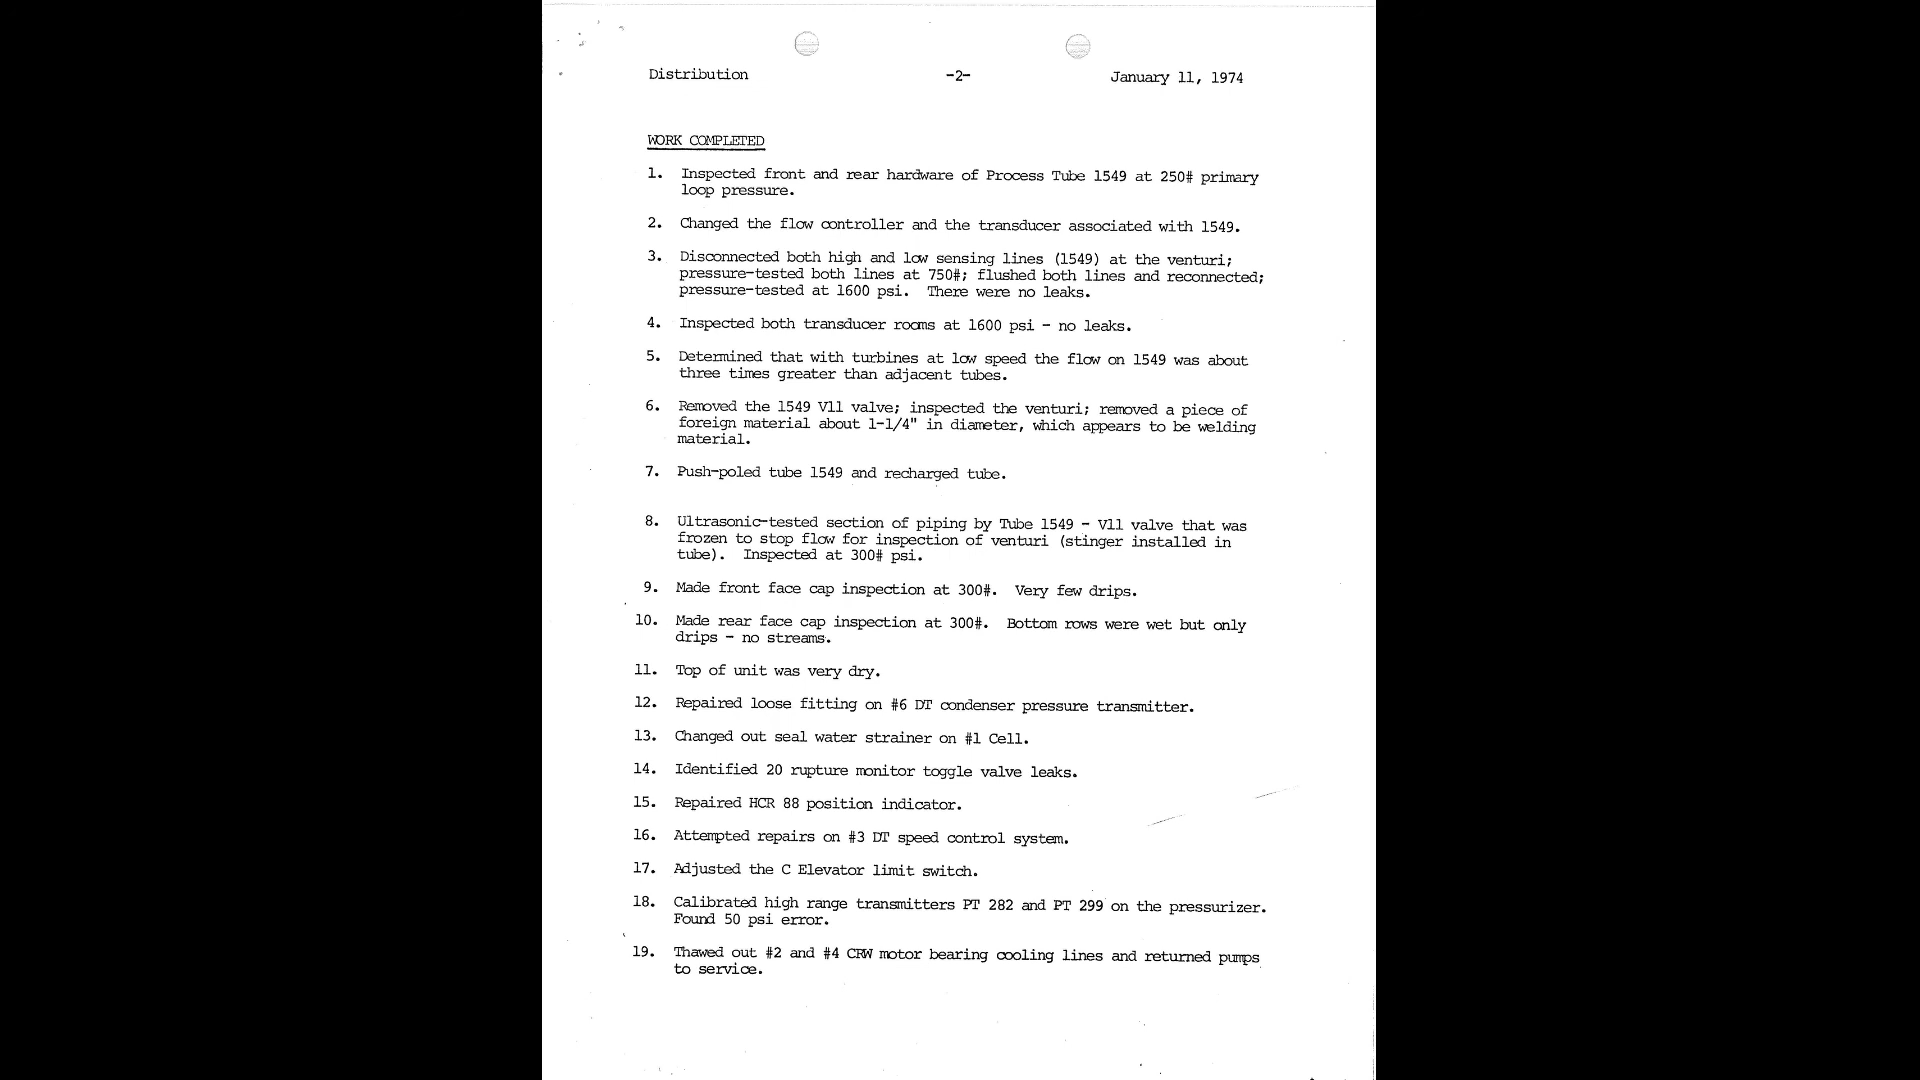 Distribution -2- January 11, 1974
WORK COMPLETED
1. Inspected front and rear hardware of Process Tube 1549 at 250# primary
loop pressure.
2. Changed the flow controller and the transducer associated with 1549.
3. Disconnected both high and low sensing lines (1549) at the venturi;
pressure-tested both lines at 750#; flushed both lines and reconnected;
pressure-tested at 1600 psi. There were no leaks.
4. Inspected both transducer rooms at 1600 psi - no leaks.
5. Determined that with turbines at low speed the flow on 1549 was about
three times greater than adjacent tubes.
6. Removed the 1549 V11 valve; inspected the venturi; removed a piece of
foreign material about 1-1/4" in diameter, which appears to be welding
material.
7. Push-poled tube 1549 and recharged tube.
8. Ultrasonic-tested section of piping by Tube 1549 - V11 valve that was
frozen to stop flow for inspection of venturi (stinger installed in
tube). Inspected at 300# psi.
9. Made front face cap inspection at 300#. Very few drips.
10. Made rear face cap inspection at 300#. Bottom rows were wet but only
drips - no streams.
11. Top of unit was very dry.
12. Repaired loose fitting on #6 DT condenser pressure transmitter.
13. Changed out seal water strainer on #1 Cell.
14. Identified 20 rupture monitor toggle valve leaks.
15. Repaired HCR 88 position indicator.
16. Attempted repairs on #3 DT speed control system.
17. Adjusted the C Elevator limit switch.
18. Calibrated high range transmitters PT 282 and PT 299 on the pressurizer.
Found 50 psi error.
19. Thawed out #2 and #4 CRW motor bearing cooling lines and returned pumps
to service.